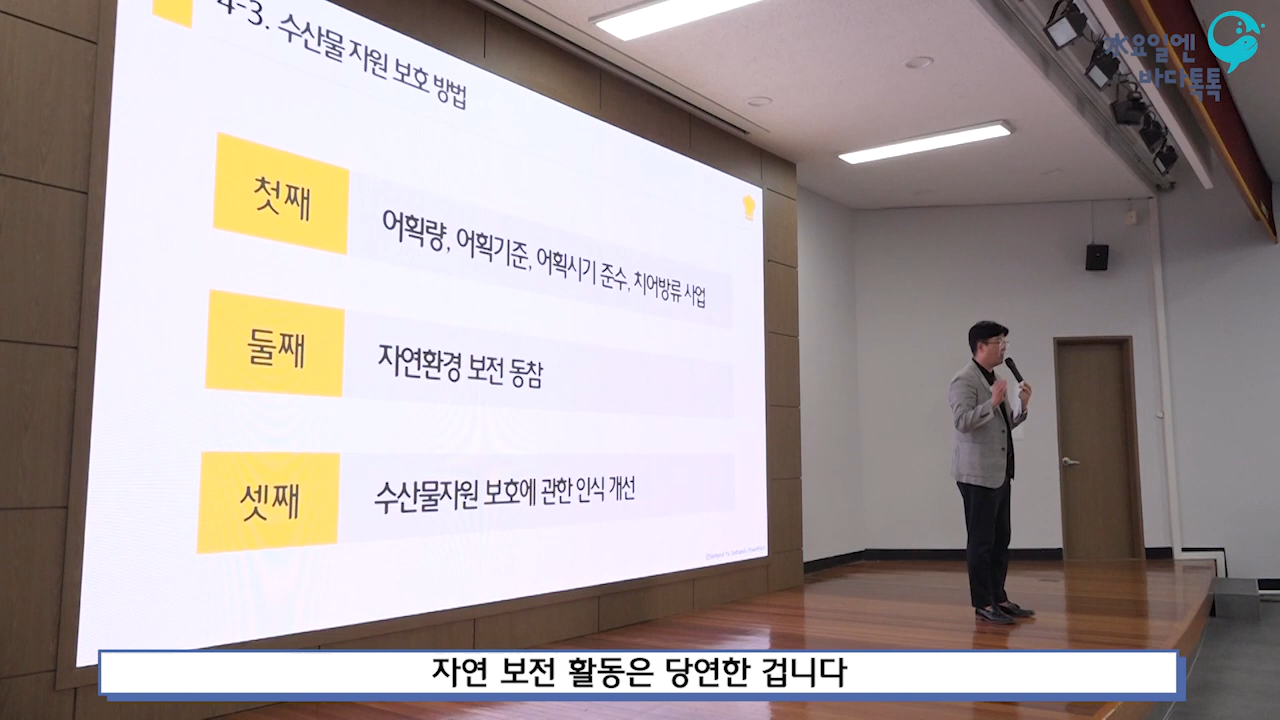 4-3. 수산물 자원 보호 방법
水요일엔
바다톡톡
첫째
어획량, 어획기준, 어획시기 준수, 치어방류 사업
둘째
자연환경 보전 동참
셋째
수산물자원 보호에 관한 인식 개선
자연 보전 활동은 당연한 겁니다